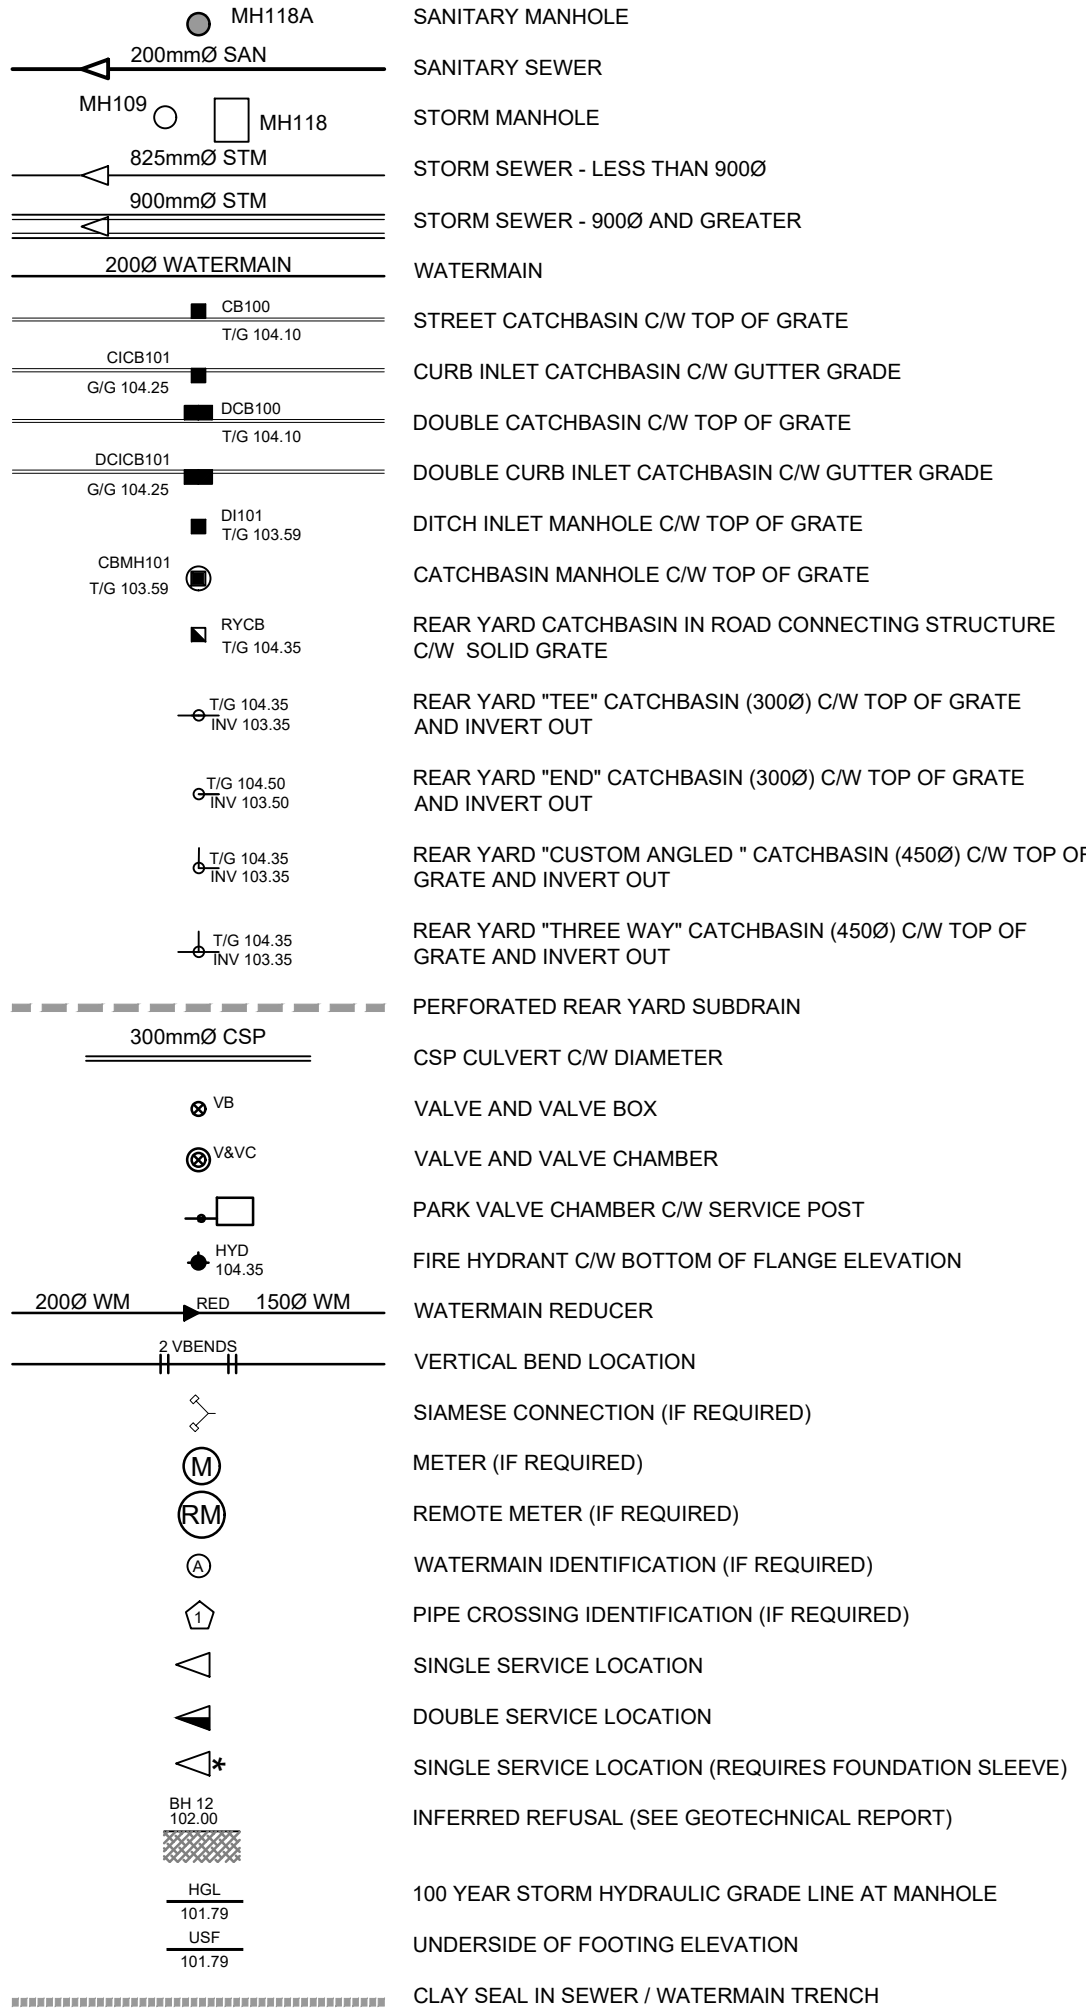 MH118A SANITARY MANHOLE
200mmØ SAN SANITARY SEWER
MH109 MH118 STORM MANHOLE
825mmØ STM STORM SEWER - LESS THAN 900Ø
900mmØ STM STORM SEWER - 900Ø AND GREATER
200Ø WATERMAIN WATERMAIN
CB100
T/G 104.10
STREET CATCHBASIN C/W TOP OF GRATE
CICB101
G/G 104.25
CURB INLET CATCHBASIN C/W GUTTER GRADE
DCB100
T/G 104.10
DOUBLE CATCHBASIN C/W TOP OF GRATE
DCICB101
G/G 104.25
DOUBLE CURB INLET CATCHBASIN C/W GUTTER GRADE
DI101
T/G 103.59
DITCH INLET MANHOLE C/W TOP OF GRATE
CBMH101
T/G 103.59
CATCHBASIN MANHOLE C/W TOP OF GRATE
RYCB
T/G 104.35
REAR YARD CATCHBASIN IN ROAD CONNECTING STRUCTURE
C/W SOLID GRATE
T/G 104.35
INV 103.35
REAR YARD "TEE" CATCHBASIN (300Ø) C/W TOP OF GRATE
AND INVERT OUT
T/G 104.50
INV 103.50
REAR YARD "END" CATCHBASIN (300Ø) C/W TOP OF GRATE
AND INVERT OUT
T/G 104.35
INV 103.35
REAR YARD "CUSTOM ANGLED " CATCHBASIN (450Ø) C/W TOP OF
GRATE AND INVERT OUT
T/G 104.35
INV 103.35
REAR YARD "THREE WAY" CATCHBASIN (450Ø) C/W TOP OF
GRATE AND INVERT OUT
PERFORATED REAR YARD SUBDRAIN
300mmØ CSP CSP CULVERT C/W DIAMETER
VB VALVE AND VALVE BOX
V&VC VALVE AND VALVE CHAMBER
PARK VALVE CHAMBER C/W SERVICE POST
HYD
104.35
FIRE HYDRANT C/W BOTTOM OF FLANGE ELEVATION
200Ø WM RED 150Ø WM WATERMAIN REDUCER
2 VBENDS VERTICAL BEND LOCATION
SIAMESE CONNECTION (IF REQUIRED)
M METER (IF REQUIRED)
RM REMOTE METER (IF REQUIRED)
A WATERMAIN IDENTIFICATION (IF REQUIRED)
1 PIPE CROSSING IDENTIFICATION (IF REQUIRED)
SINGLE SERVICE LOCATION
DOUBLE SERVICE LOCATION
* SINGLE SERVICE LOCATION (REQUIRES FOUNDATION SLEEVE)
BH 12
102.00
INFERRED REFUSAL (SEE GEOTECHNICAL REPORT)
HGL
101.79
100 YEAR STORM HYDRAULIC GRADE LINE AT MANHOLE
USF
101.79
UNDERSIDE OF FOOTING ELEVATION
CLAY SEAL IN SEWER / WATERMAIN TRENCH